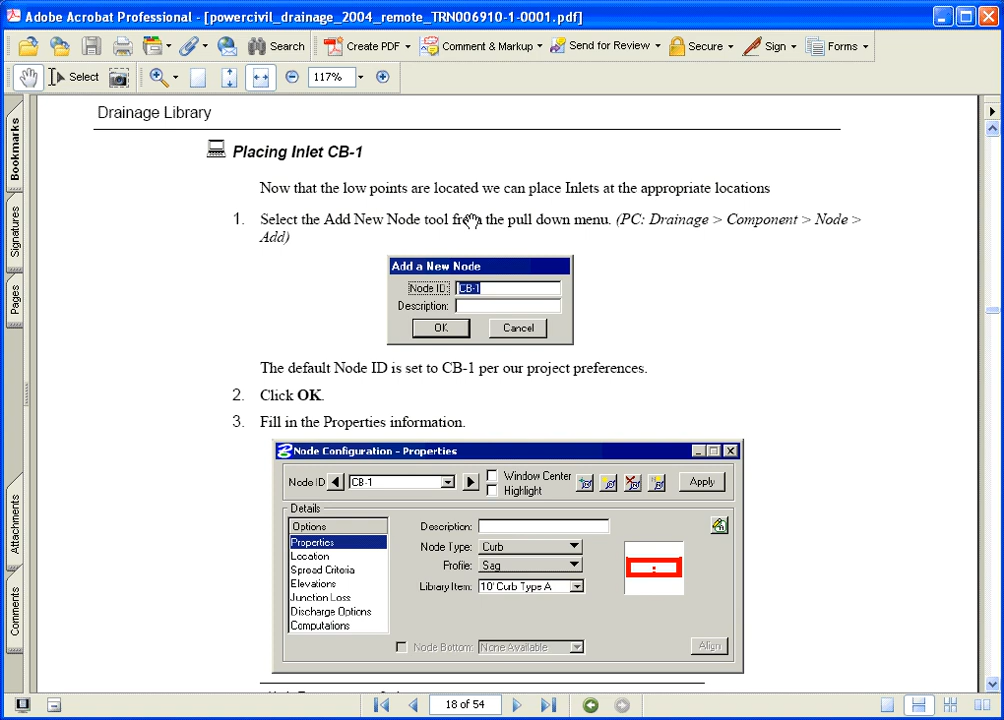 Adobe Acrobat Professional - [powercivil_drainage_2004_remote_TRN006910-1-0001.pdf]
Search Create PDF Comment & Markup Send for Review Secure Sign Forms
Select 117%
Bookmarks
Signatures
Pages
Attachments
Comments
Drainage Library
Placing Inlet CB-1
Now that the low points are located we can place Inlets at the appropriate locations
1. Select the Add New Node tool from the pull down menu. (PC: Drainage > Component > Node >
Add)
Add a New Node
Node ID: CB-1
Description:
OK Cancel
The default Node ID is set to CB-1 per our project preferences.
2. Click OK.
3. Fill in the Properties information.
Node Configuration - Properties
Node ID CB-1 Window Center
Highlight
Apply
Details
Options
Properties
Location
Spread Criteria
Elevations
Junction Loss
Discharge Options
Computations
Description:
Node Type: Curb
Profile: Sag
Library Item: 10' Curb Type A
Node Bottom: None Available
Align
18 of 54